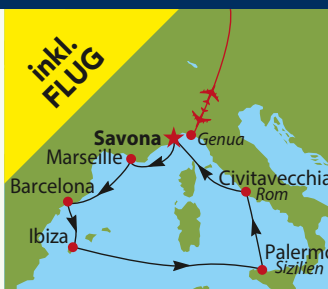 inkl.
FLUG
Savona
Genua
Marseille
Civitavecchia
Rom
Barcelona
Ibiza
Palermo
Sizilien